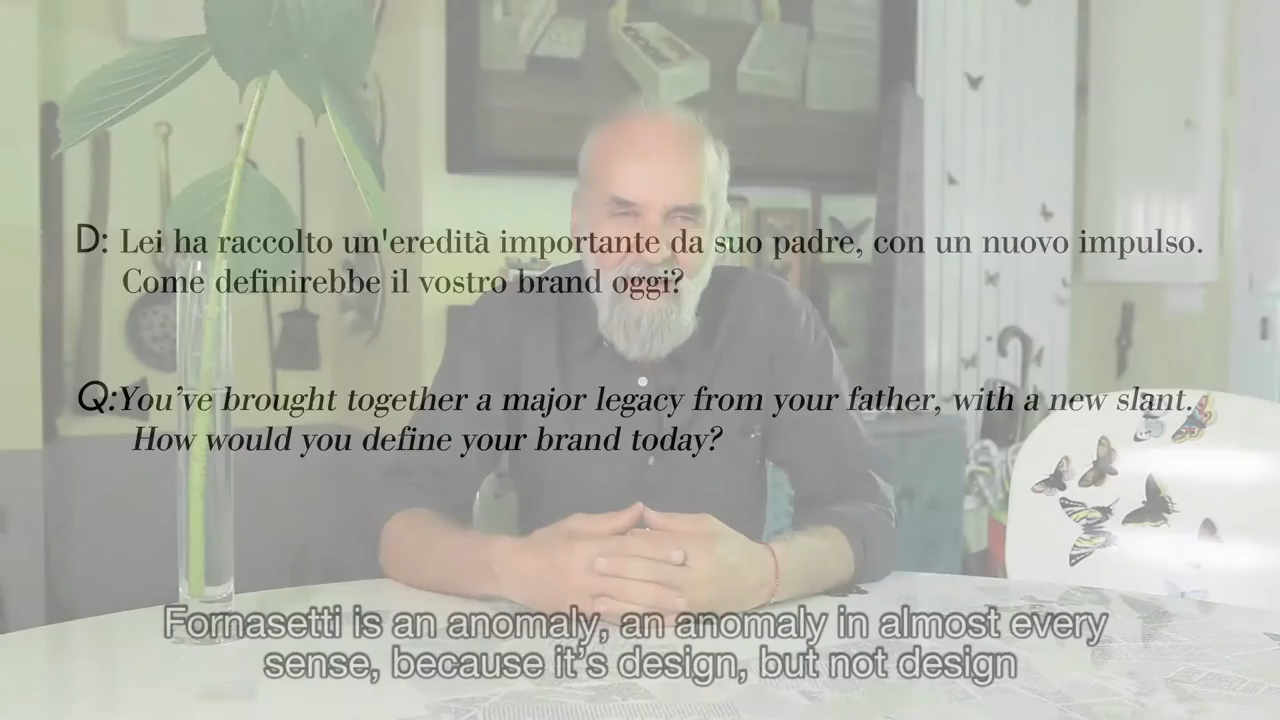 D: Lei ha raccolto un'eredità importante da suo padre, con un nuovo impulso.
Come definirebbe il vostro brand oggi?
Q:You’ve brought together a major legacy from your father, with a new slant.
How would you define your brand today?
Fornasetti is an anomaly, an anomaly in almost every
sense, because it’s design, but not design